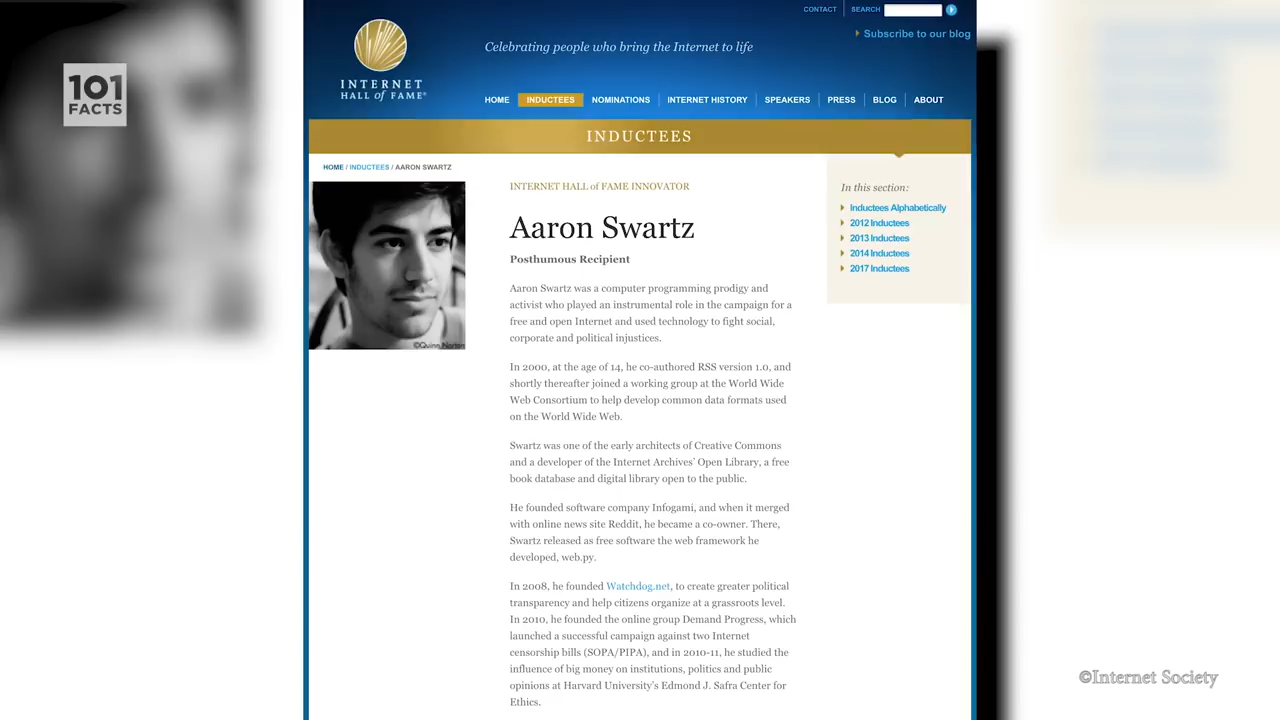 CONTACT
SEARCH
Subscribe to our blog
Celebrating people who bring the Internet to life
INTERNET
HALL of FAME®
HOME
INDUCTEES
NOMINATIONS
INTERNET HISTORY
SPEAKERS
PRESS
BLOG
ABOUT
101
FACTS
INDUCTEES
HOME / INDUCTEES / AARON SWARTZ
©Quinn Norton
INTERNET HALL of FAME INNOVATOR
Aaron Swartz
Posthumous Recipient
Aaron Swartz was a computer programming prodigy and
activist who played an instrumental role in the campaign for a
free and open Internet and used technology to fight social,
corporate and political injustices.
In 2000, at the age of 14, he co-authored RSS version 1.0, and
shortly thereafter joined a working group at the World Wide
Web Consortium to help develop common data formats used
on the World Wide Web.
Swartz was one of the early architects of Creative Commons
and a developer of the Internet Archives' Open Library, a free
book database and digital library open to the public.
He founded software company Infogami, and when it merged
with online news site Reddit, he became a co-owner. There,
Swartz released as free software the web framework he
developed, web.py.
In 2008, he founded Watchdog.net, to create greater political
transparency and help citizens organize at a grassroots level.
In 2010, he founded the online group Demand Progress, which
launched a successful campaign against two Internet
censorship bills (SOPA/PIPA), and in 2010-11, he studied the
influence of big money on institutions, politics and public
opinions at Harvard University's Edmond J. Safra Center for
Ethics.
In this section:
Inductees Alphabetically
2012 Inductees
2013 Inductees
2014 Inductees
2017 Inductees
©Internet Society